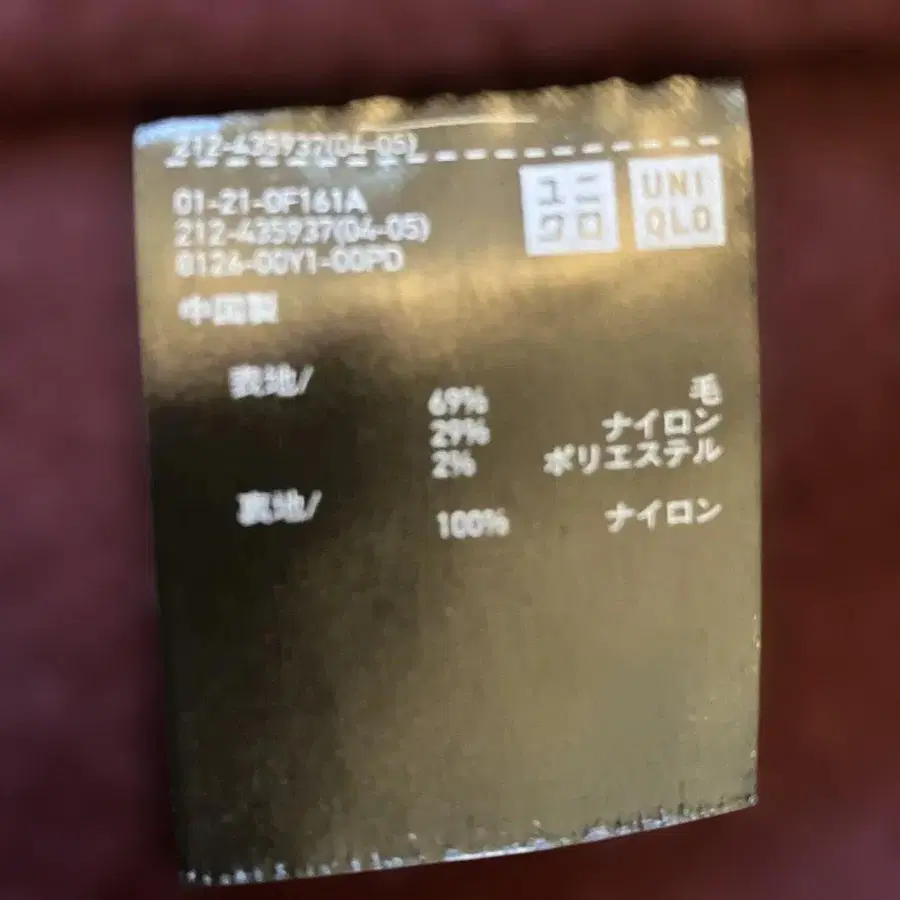 212-435937(04-05)
01-21-0F161A
212-435937(04-05)
8126-00Y1-00PD
ユニ
クロ
UNI
QLO
中国製
表地/
69% 毛
29% ナイロン
2% ポリエステル
裏地/
100% ナイロン